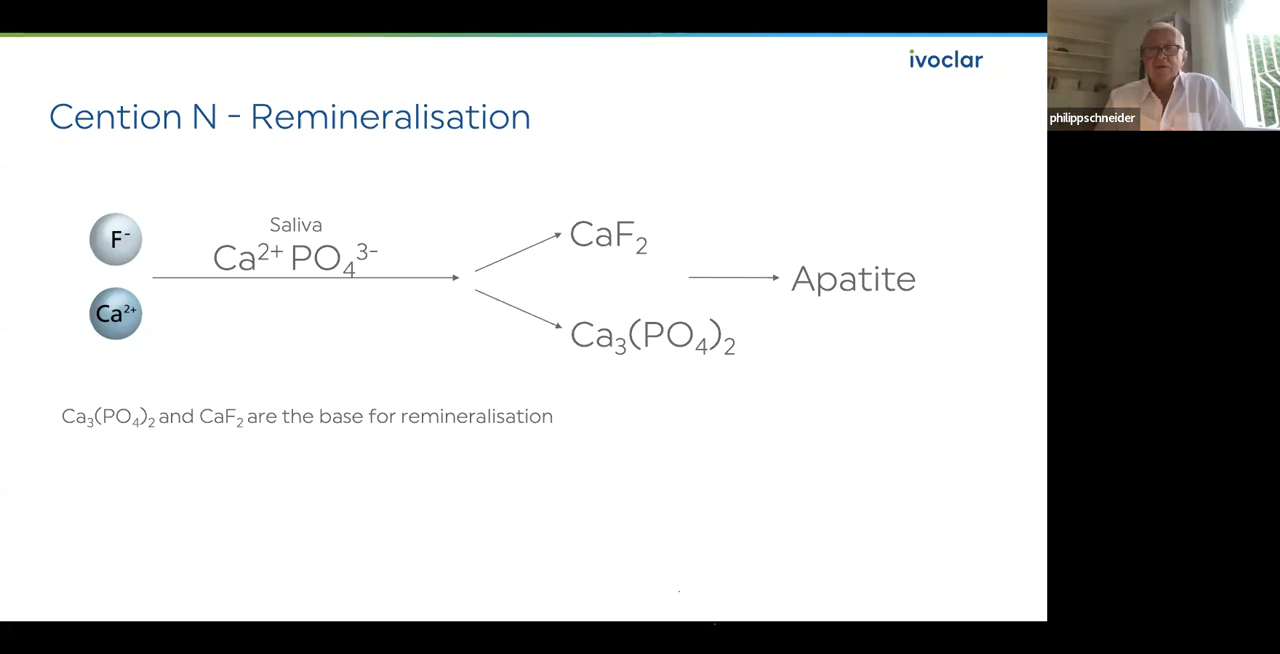 ivoclar
philippschneider
Cention N - Remineralisation
F⁻
Saliva
Ca²⁺ PO₄³⁻
CaF₂
Ca²⁺
Apatite
Ca₃(PO₄)₂
Ca₃(PO₄)₂ and CaF₂ are the base for remineralisation